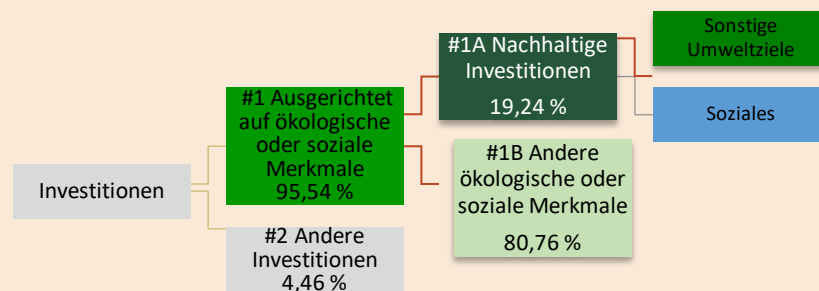 Investitionen
#1 Ausgerichtet
auf ökologische
oder soziale
Merkmale
95,54 %
#2 Andere
Investitionen
4,46 %
#1A Nachhaltige
Investitionen
19,24 %
#1B Andere
ökologische oder
soziale Merkmale
80,76 %
Sonstige
Umweltziele
Soziales